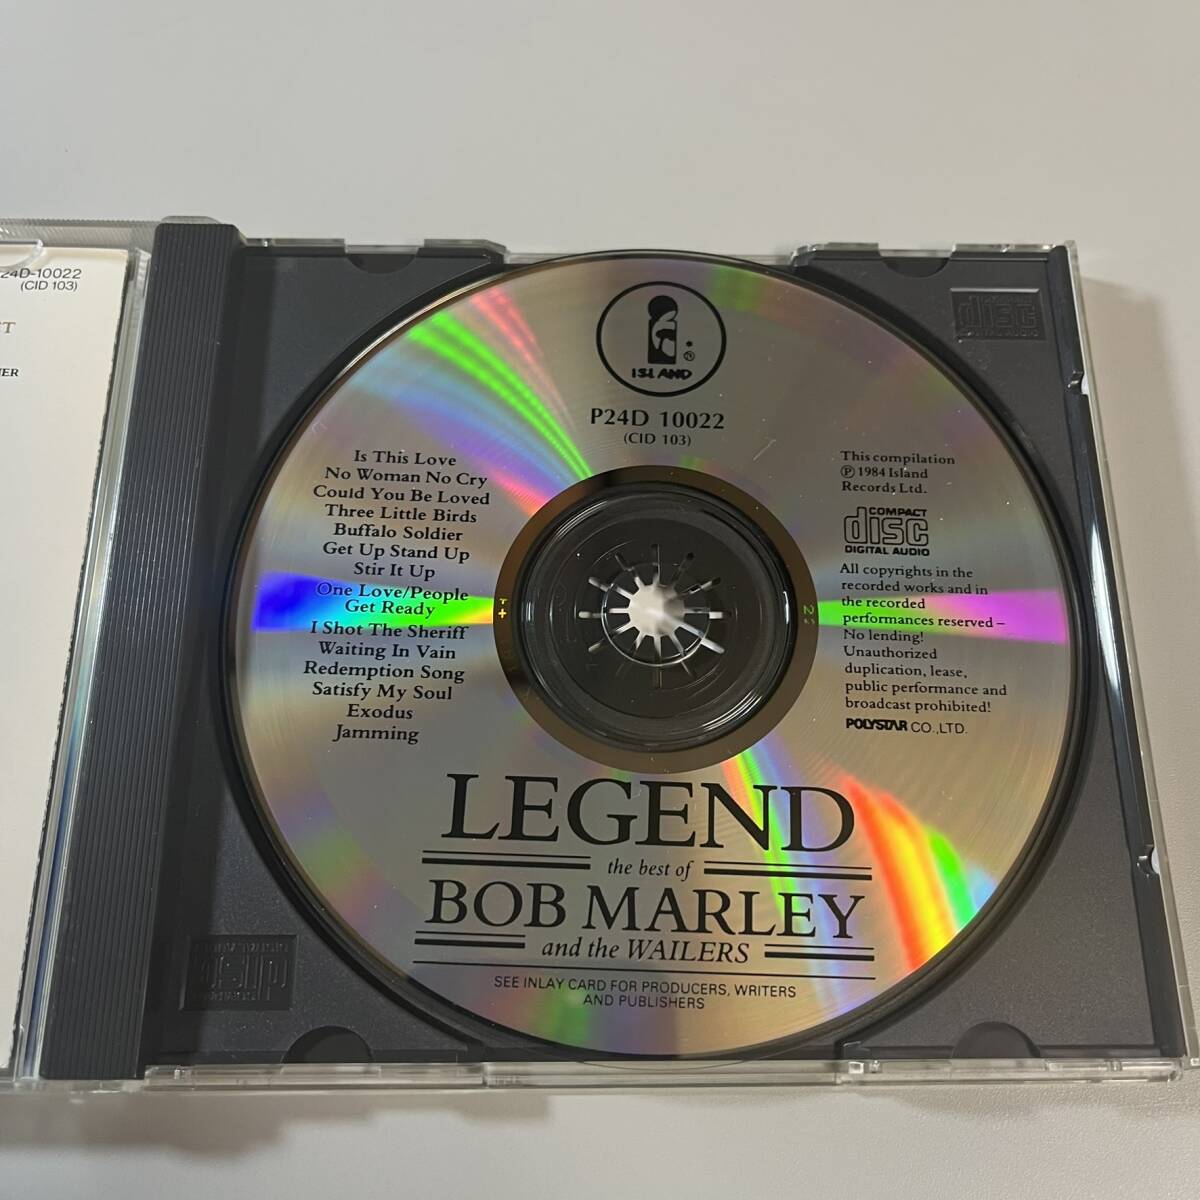 24D-10022
(CID 103)
ISLAND
®
P24D 10022
(CID 103)
Is This Love
No Woman No Cry
Could You Be Loved
Three Little Birds
Buffalo Soldier
Get Up Stand Up
Stir It Up
One Love/People
Get Ready
I Shot The Sheriff
Waiting In Vain
Redemption Song
Satisfy My Soul
Exodus
Jamming
This compilation
℗ 1984 Island
Records Ltd.
COMPACT
disc
DIGITAL AUDIO
All copyrights in the
recorded works and in
the recorded
performances reserved –
No lending!
Unauthorized
duplication, lease,
public performance and
broadcast prohibited!
POLYSTAR CO.,LTD.
LEGEND
the best of
BOB MARLEY
and the WAILERS
SEE INLAY CARD FOR PRODUCERS, WRITERS
AND PUBLISHERS
disc